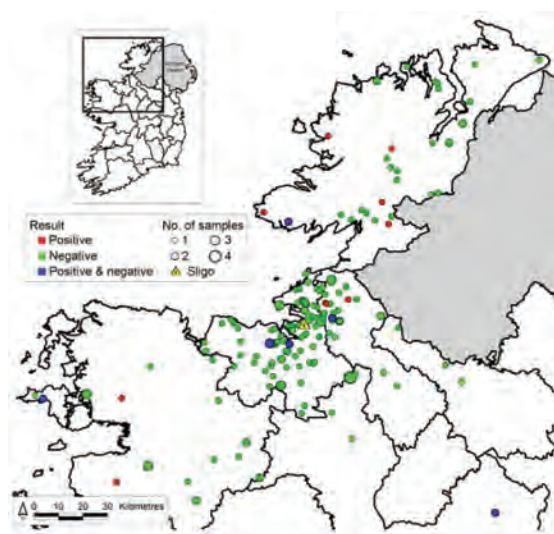 Result
Positive
Negative
Positive & negative
No. of samples
1
3
2
4
Sligo
0 10 20 30 Kilometres